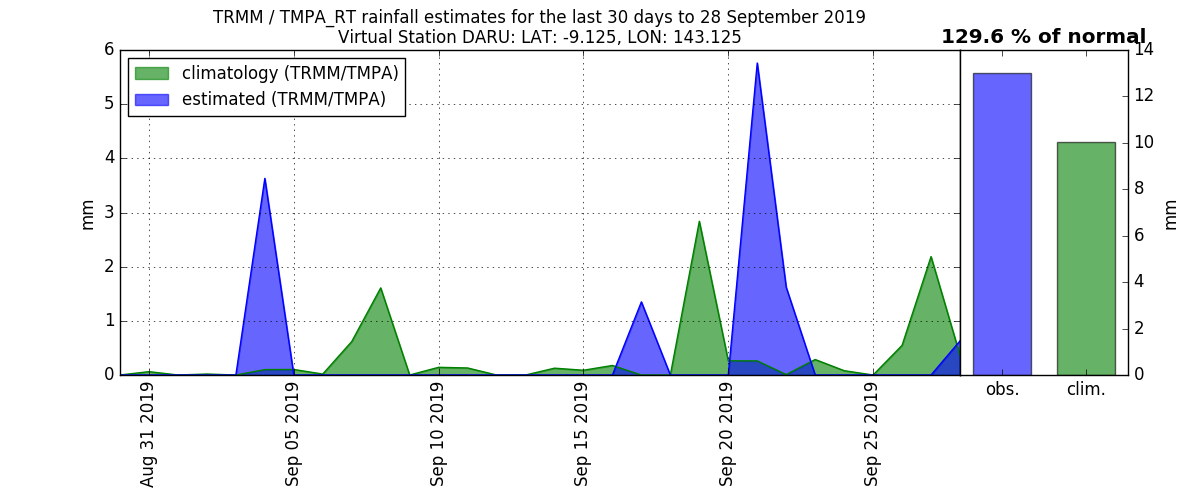 TRMM / TMPA_RT rainfall estimates for the last 30 days to 28 September 2019
Virtual Station DARU: LAT: -9.125, LON: 143.125
129.6 % of normal
climatology (TRMM/TMPA)
estimated (TRMM/TMPA)
6
5
4
3
2
1
0
mm
Aug 31 2019
Sep 05 2019
Sep 10 2019
Sep 15 2019
Sep 20 2019
Sep 25 2019
obs.
clim.
14
12
10
8
6
4
2
0
mm